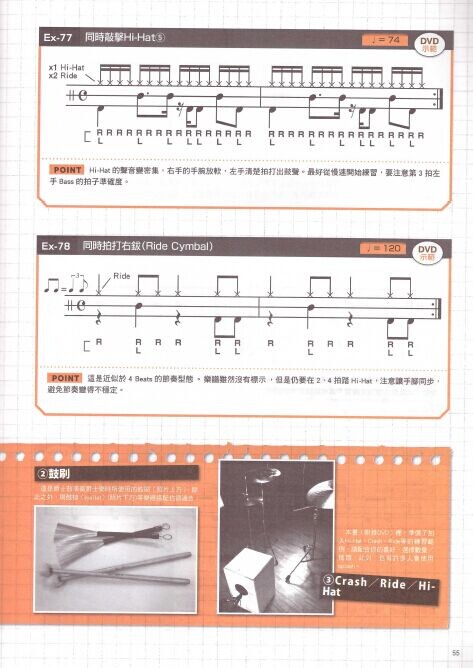 Ex-77 同時敲擊Hi-Hat⑤
♩= 74
DVD
示範
x1 Hi-Hat
x2 Ride
R R R R R R R R R R R R R R R R R R R R R R R R R R R R R R R R
L L L L L L L L L L
POINT Hi-Hat 的聲音變密集，右手的手腕放軟，左手清楚拍打出鼓聲。最好從慢速開始練習，要注意第 3 拍左
手 Bass 的拍子準確度。
Ex-78 同時拍打右鈸(Ride Cymbal)
♩= 120
DVD
示範
3
Ride
R R R R R R R R R R R R
L L L L L L
POINT 這是近似於 4 Beats 的節奏型態。樂譜雖然沒有標示，但是仍要在 2、4 拍踏 Hi-Hat，注意讓手腳同步，
避免節奏變得不穩定。
②鼓刷
③Crash／Ride／Hi-
Hat
55